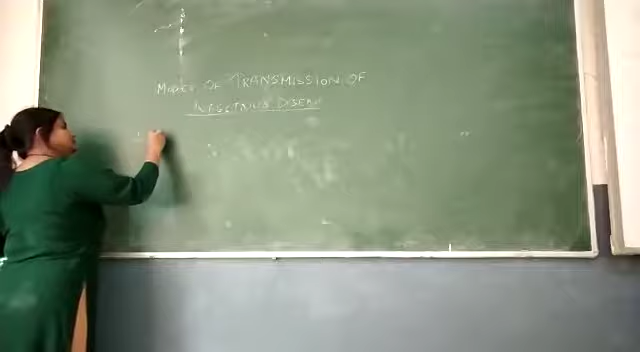 MODES OF TRANSMISSION OF
INFECTIOUS DISEASE